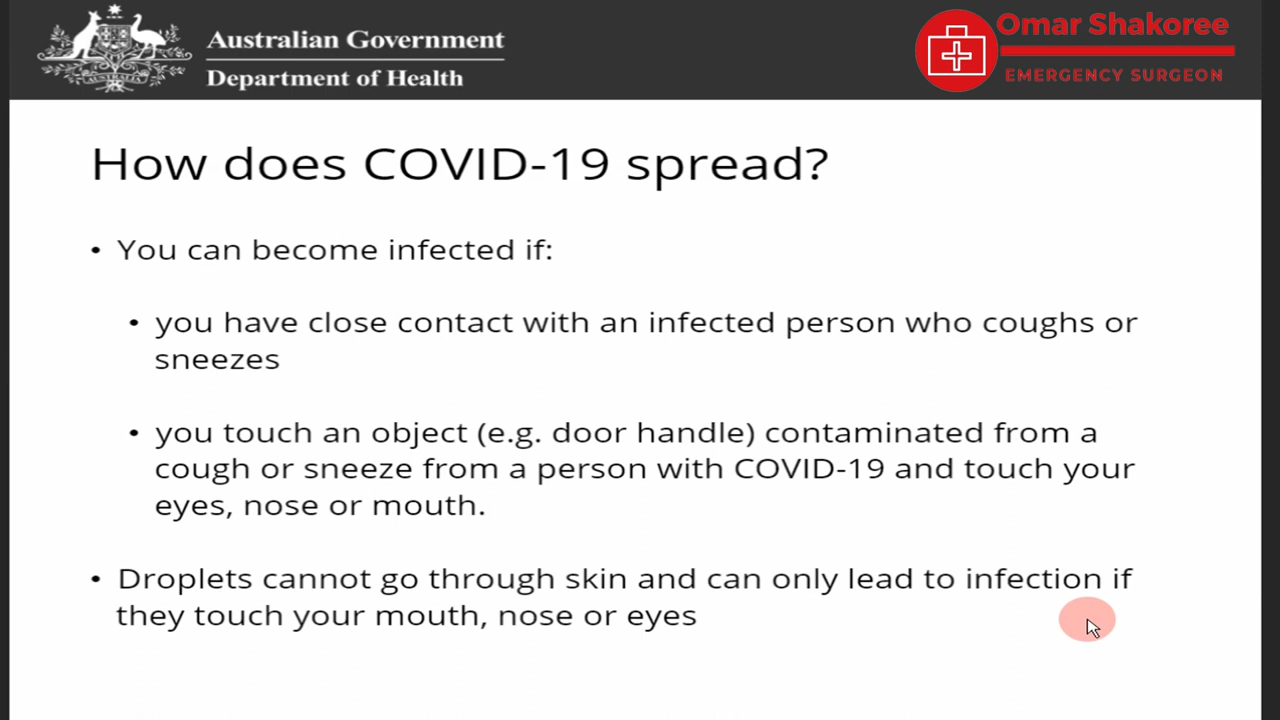 Australian Government
Department of Health
Omar Shakoree
EMERGENCY SURGEON
How does COVID-19 spread?
• You can become infected if:
• you have close contact with an infected person who coughs or
sneezes
• you touch an object (e.g. door handle) contaminated from a
cough or sneeze from a person with COVID-19 and touch your
eyes, nose or mouth.
• Droplets cannot go through skin and can only lead to infection if
they touch your mouth, nose or eyes